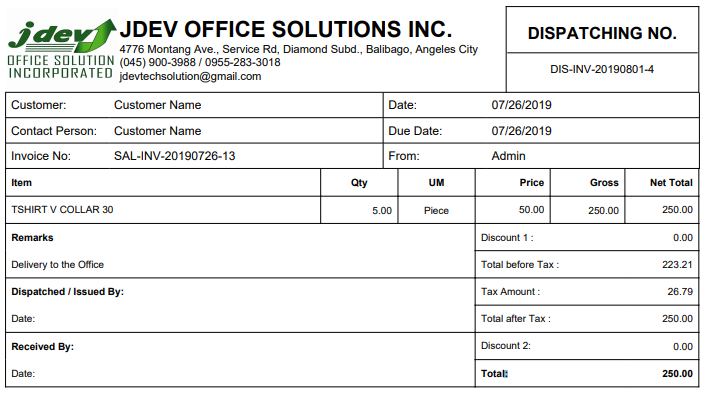 jdev
OFFICE SOLUTION
INCORPORATED
JDEV OFFICE SOLUTIONS INC.
4776 Montang Ave., Service Rd, Diamond Subd., Balibago, Angeles City
(045) 900-3988 / 0955-283-3018
jdevtechsolution@gmail.com
DISPATCHING NO.
DIS-INV-20190801-4
Customer: Customer Name Date: 07/26/2019
Contact Person: Customer Name Due Date: 07/26/2019
Invoice No: SAL-INV-20190726-13 From: Admin
Item Qty UM Price Gross Net Total
TSHIRT V COLLAR 30 5.00 Piece 50.00 250.00 250.00
Remarks Discount 1 : 0.00
Delivery to the Office Total before Tax : 223.21
Dispatched / Issued By: Tax Amount : 26.79
Date: Total after Tax : 250.00
Received By: Discount 2: 0.00
Date: Total: 250.00